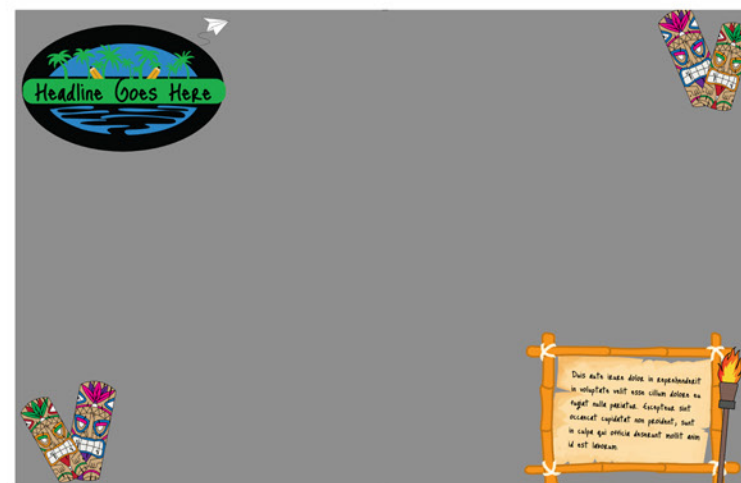 Headline Goes Here
Duis aute irure dolor in reprehenderit
in voluptate velit esse cillum dolore eu
fugiat nulla pariatur. Excepteur sint
occaecat cupidatat non proident, sunt
in culpa qui officia deserunt mollit anim
id est laborum